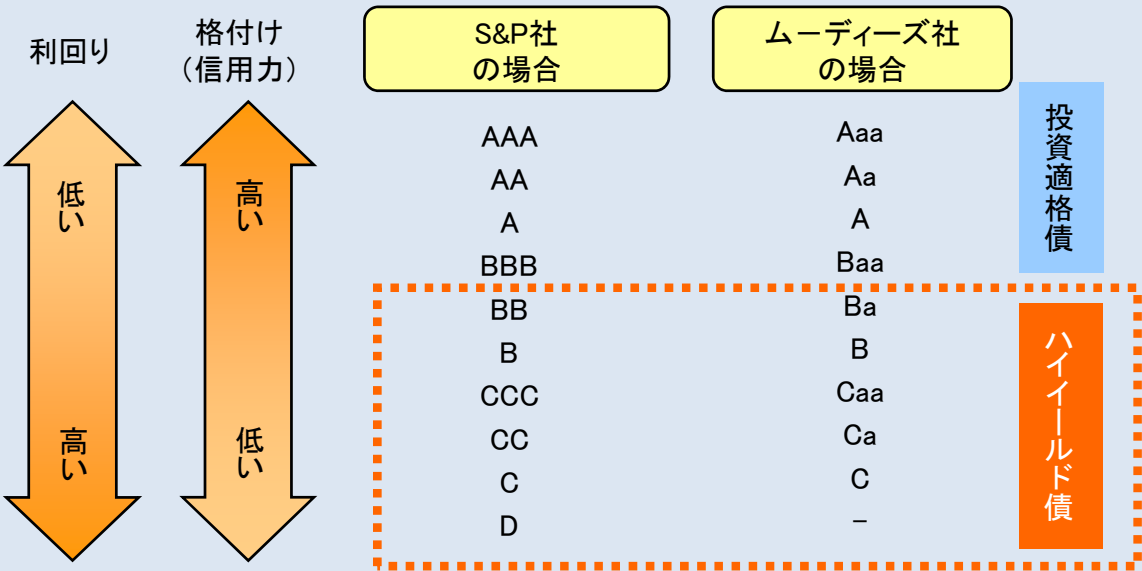 利回り
格付け
（信用力）
S&P社
の場合
ムーディーズ社
の場合
低い
高い
高い
低い
AAA Aaa
AA Aa
A A
BBB Baa
BB Ba
B B
CCC Caa
CC Ca
C C
D －
投資適格債
ハイイールド債